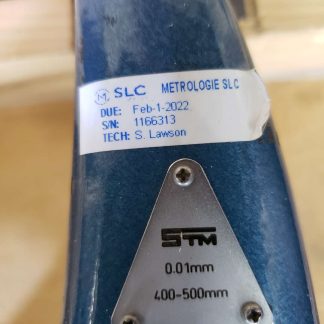 M SLC METROLOGIE SLC
DUE: Feb-1-2022
S/N: 1166313
TECH: S. Lawson
STM
0.01mm
400-500mm